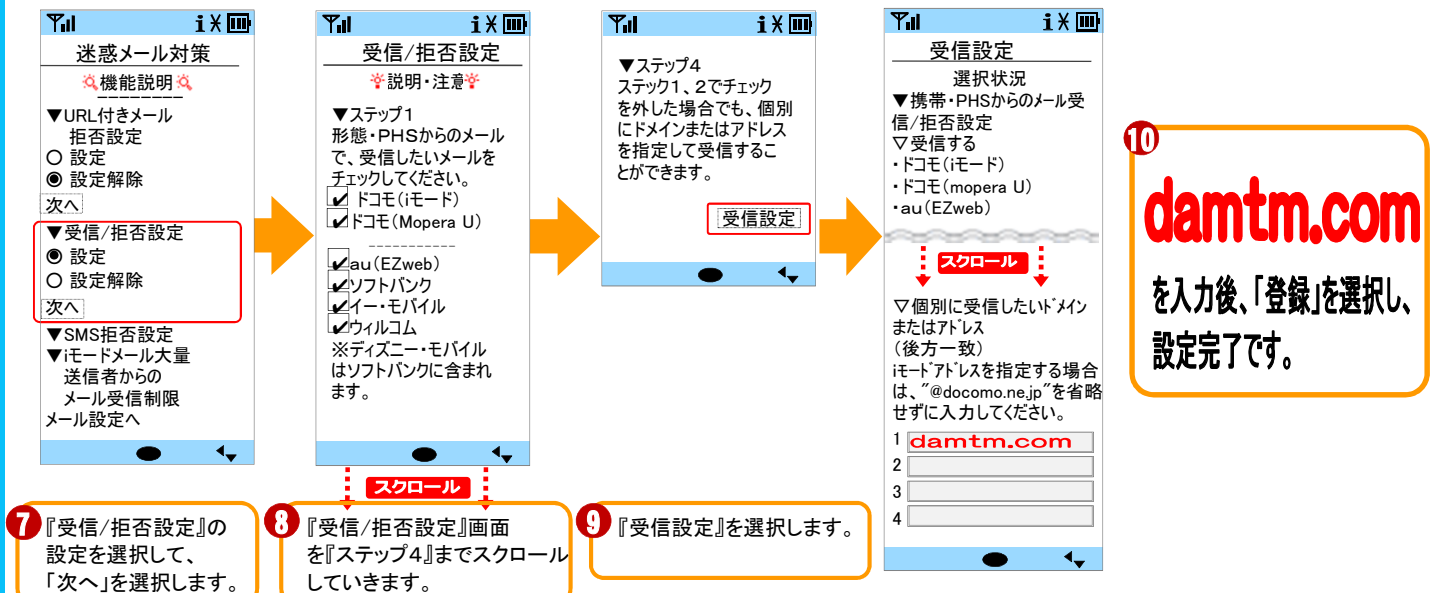 迷惑メール対策
機能説明
▼URL付きメール
拒否設定
○ 設定
◉ 設定解除
次へ
▼受信/拒否設定
◉ 設定
○ 設定解除
次へ
▼SMS拒否設定
▼iモードメール大量
送信者からの
メール受信制限
メール設定へ
❼
『受信/拒否設定』の
設定を選択して、
「次へ」を選択します。
受信/拒否設定
説明・注意
▼ステップ1
形態・PHSからのメール
で、受信したいメールを
チェックしてください。
✔ ドコモ(iモード)
✔ドコモ(Mopera U)
-----------
✔au(EZweb)
✔ソフトバンク
✔イー・モバイル
✔ウィルコム
※ディズニー・モバイル
はソフトバンクに含まれ
ます。
スクロール
❽
『受信/拒否設定』画面
を『ステップ4』までスクロール
していきます。
▼ステップ4
ステック1、2でチェック
を外した場合でも、個別
にドメインまたはアドレス
を指定して受信するこ
とができます。
受信設定
❾
『受信設定』を選択します。
受信設定
選択状況
▼携帯・PHSからのメール受
信/拒否設定
▽受信する
・ドコモ(iモード)
・ドコモ(mopera U)
・au(EZweb)
スクロール
▽個別に受信したいドメイン
またはアドレス
(後方一致)
iモードアドレスを指定する場合
は、"@docomo.ne.jp"を省略
せずに入力してください。
1 damtm.com
2
3
4
❿
damtm.com
を入力後、「登録」を選択し、
設定完了です。